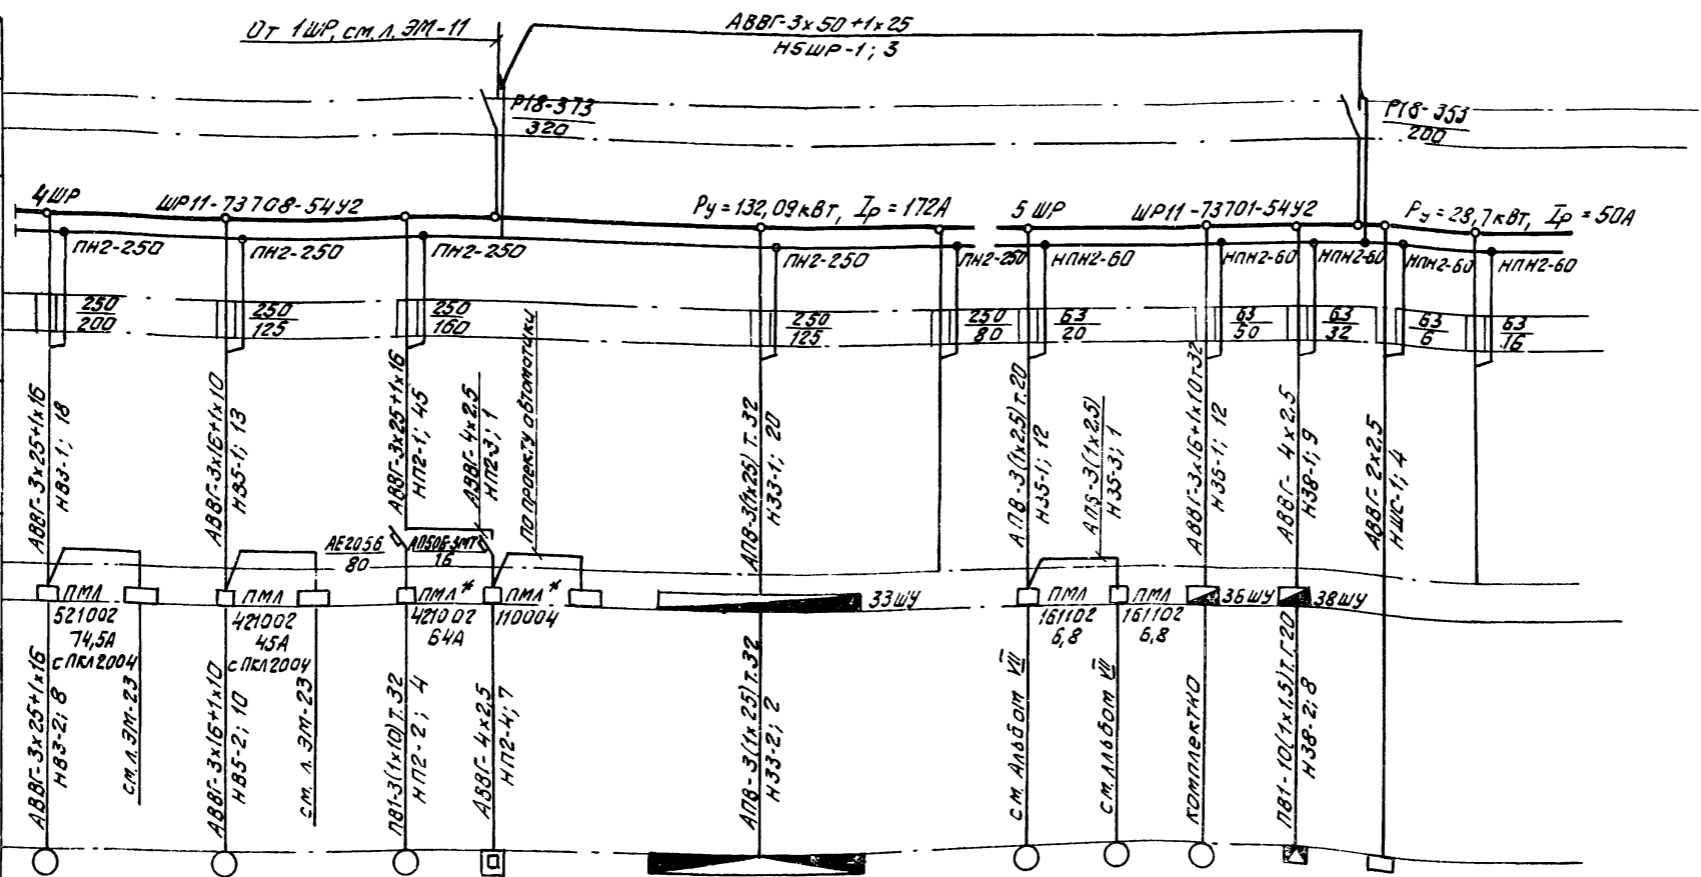 От 1ШР, см. л. ЭМ-11
АВВГ-3х50+1х25
Н5ШР-1; 3
Р18-373
320
Р18-353
200
4ШР
ШР11-73708-54У2
Ру=132,09кВт, Iр=172А
5 ШР
ШР11-73701-54У2
Ру=28,7кВт, Iр=50А
ПН2-250
ПН2-250
ПН2-250
ПН2-250
ПН2-250
НПН2-60
НПН2-60
НПН2-60
НПН2-60
НПН2-60
250
200
250
125
250
160
250
125
250
80
63
20
63
50
63
32
63
6
63
16
АВВГ-3х25+1х16
НВ3-1; 18
АВВГ-3х16+1х10
НВ5-1; 13
АВВГ-3х25+1х16
НП2-1; 45
АВВГ-4х2,5
НП2-3; 1
по проекту автоматики
АПВ-3(1х25) т.32
Н33-1; 20
АПВ-3(1х2,5) т.20
Н35-1; 12
АПВ-3(1х2,5)
Н35-3; 1
АВВГ-3х16+1х10т32
Н36-1; 12
АВВГ-4х2,5
Н38-1; 9
АВВГ-2х2,5
НШС-1; 4
АЕ2056
80
АП50Б-3МТ
16
ПМЛ
521002
74,5А
с ПКЛ2004
ПМЛ
421002
45А
с ПКЛ2004
ПМЛ*
421002
64А
ПМЛ*
110004
33ШУ
ПМЛ
161102
6,8
ПМЛ
161102
6,8
36ШУ
38ШУ
АВВГ-3х25+1х16
НВ3-2; 8
см. л. ЭМ-23
АВВГ-3х16+1х10
НВ5-2; 10
см. л. ЭМ-23
ПВ1-3(1х10) т.32
НП2-2; 4
АВВГ-4х2,5
НП2-4; 7
АПВ-3(1х25) т.32
Н33-2; 2
см. Альбом VII
см. Альбом VII
комплектно
ПВ1-10(1х1,5) т.Г20
Н38-2; 8